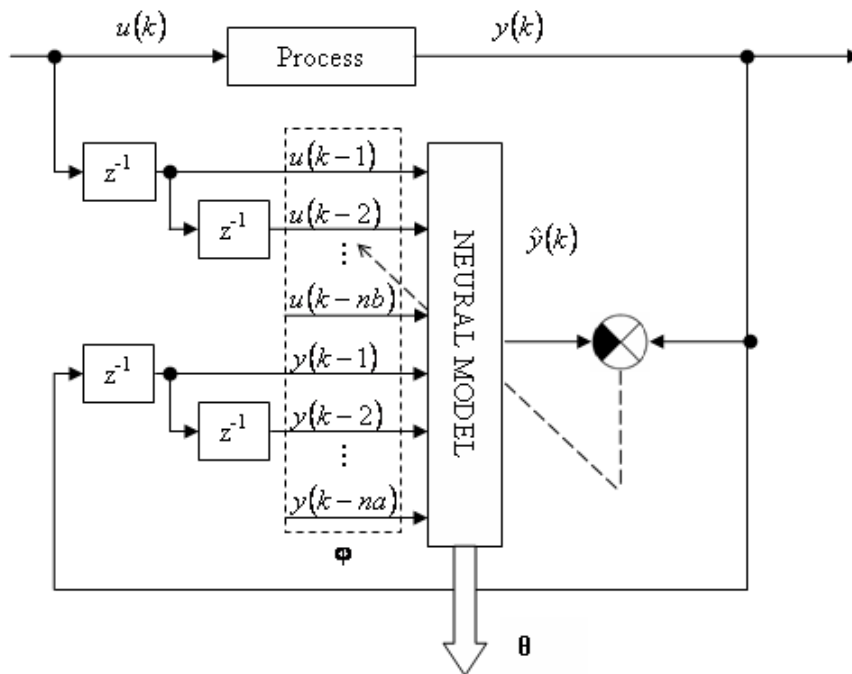 u(k)
y(k)
Process
z⁻¹
u(k−1)
z⁻¹
u(k−2)
⋮
u(k−nb)
NEURAL MODEL
ŷ(k)
z⁻¹
y(k−1)
z⁻¹
y(k−2)
⋮
y(k−na)
φ
θ